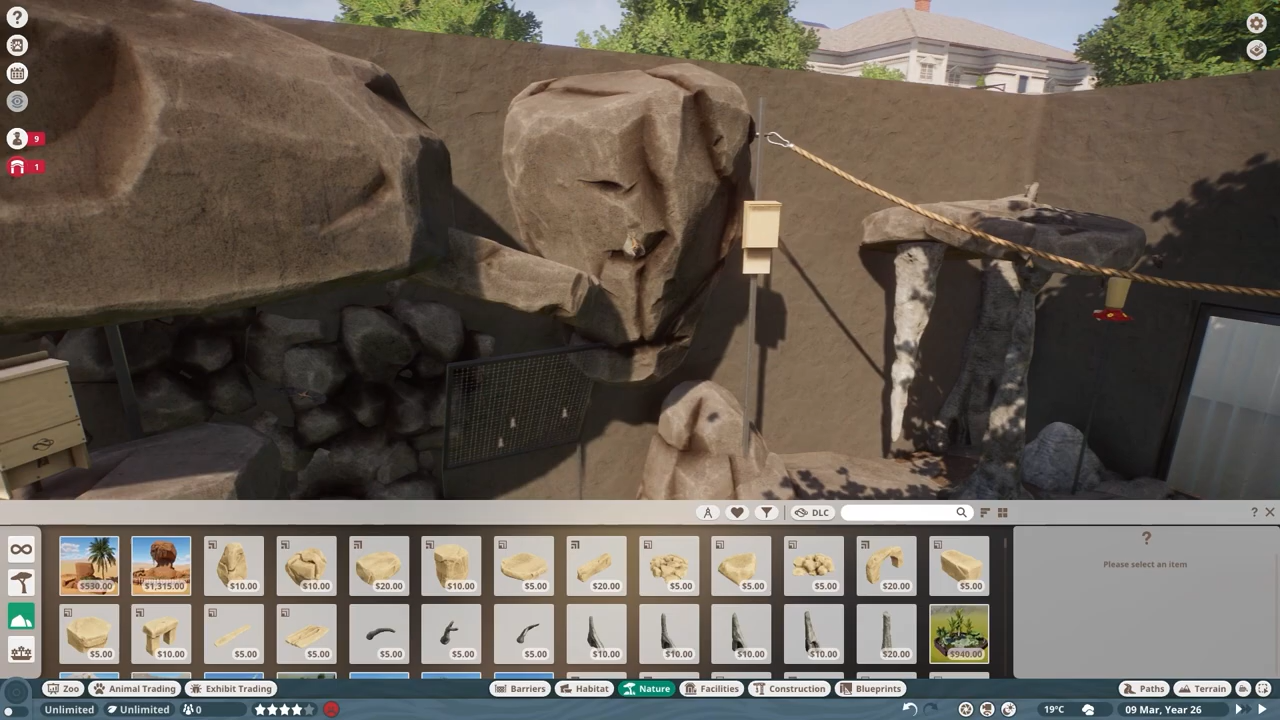 ?
9
1
DLC
?
$530.00
$1,315.00
$10.00
$10.00
$20.00
$10.00
$5.00
$20.00
$5.00
$5.00
$5.00
$20.00
$5.00
?
Please select an item
$5.00
$10.00
$5.00
$5.00
$5.00
$5.00
$5.00
$10.00
$10.00
$10.00
$10.00
$20.00
$940.00
Zoo
Animal Trading
Exhibit Trading
Barriers
Habitat
Nature
Facilities
Construction
Blueprints
Paths
Terrain
Unlimited
Unlimited
0
19°C
09 Mar, Year 26